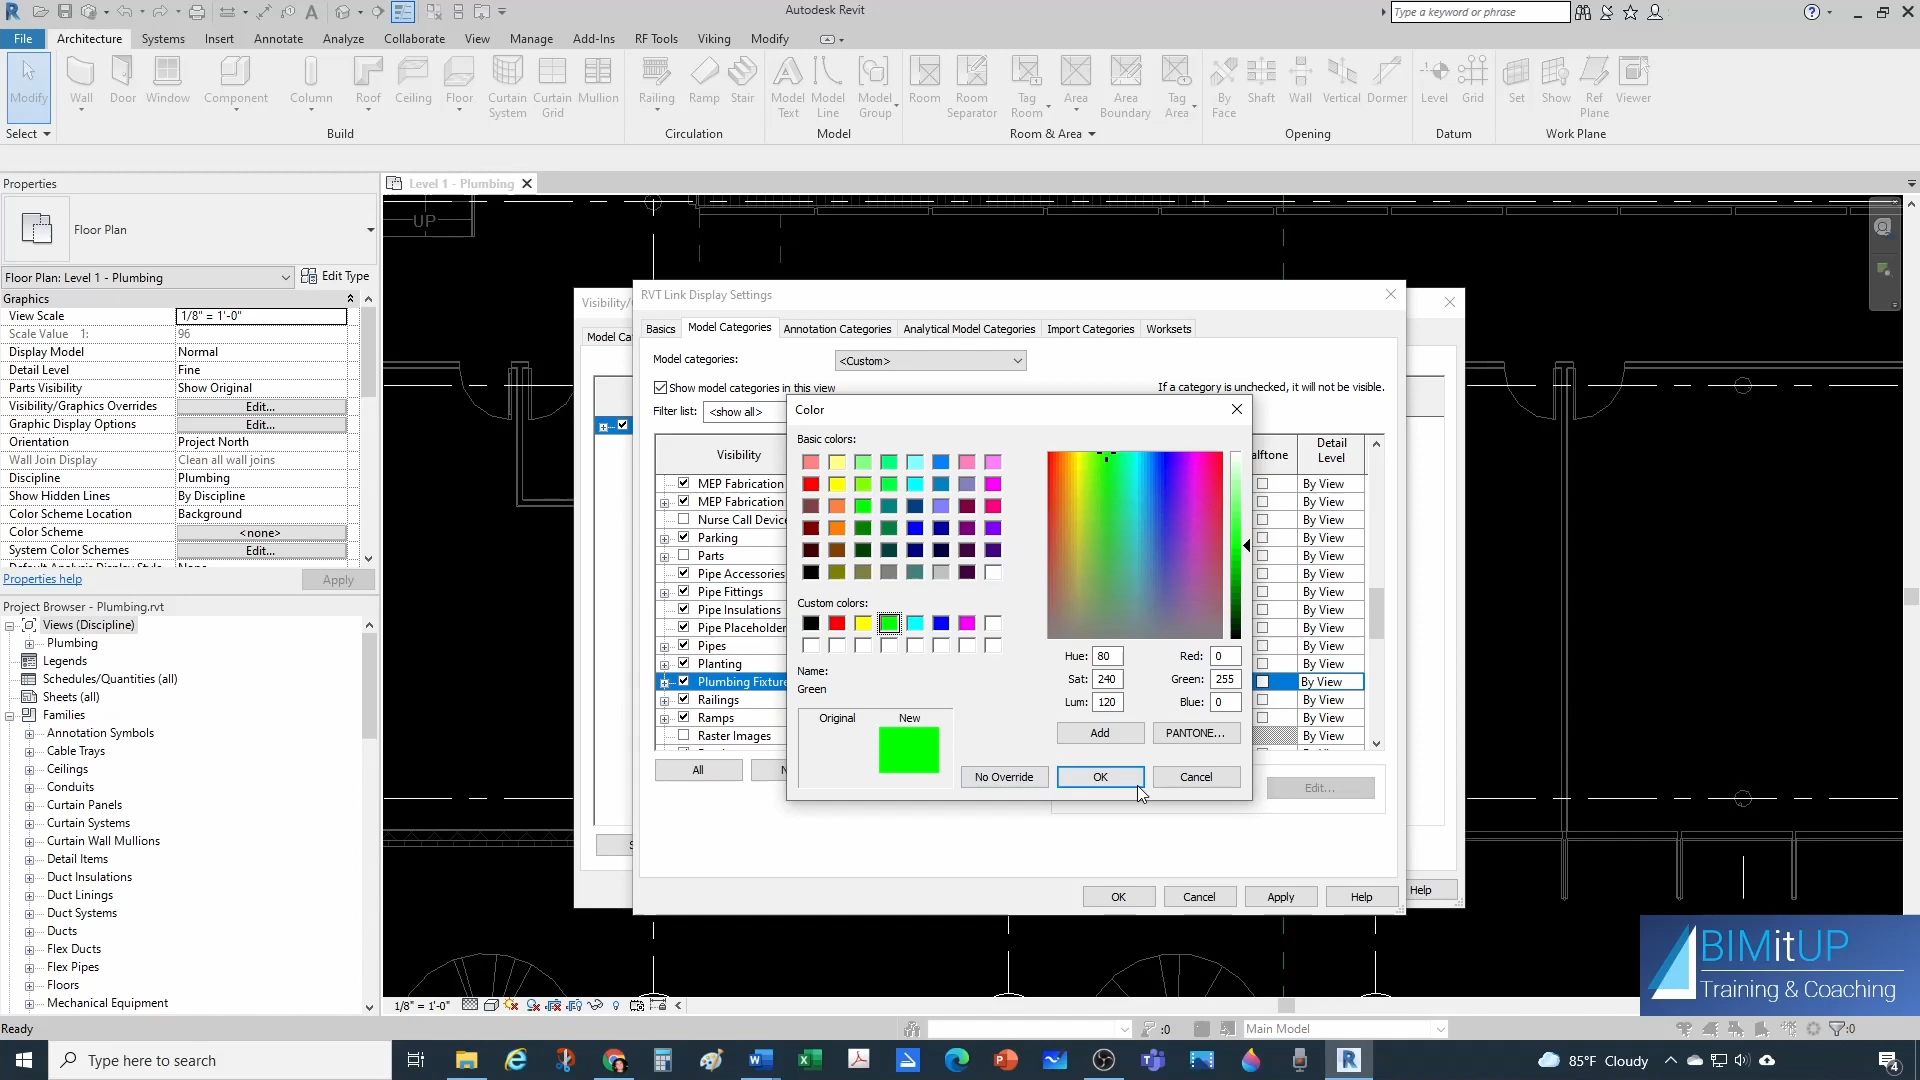 Autodesk Revit
Type a keyword or phrase
File Architecture Systems Insert Annotate Analyze Collaborate View Manage Add-Ins RF Tools Viking Modify
Modify Wall Door Window Component Column Roof Ceiling Floor Curtain System Curtain Grid Mullion Railing Ramp Stair Model Text Model Line Model Group Room Room Separator Tag Room Area Area Boundary Tag Area By Face Shaft Wall Vertical Dormer Level Grid Set Show Ref Plane Viewer
Select Build Circulation Model Room & Area Opening Datum Work Plane
Properties
Floor Plan
Floor Plan: Level 1 - Plumbing Edit Type
Graphics
View Scale 1/8" = 1'-0"
Scale Value 1: 96
Display Model Normal
Detail Level Fine
Parts Visibility Show Original
Visibility/Graphics Overrides Edit...
Graphic Display Options Edit...
Orientation Project North
Wall Join Display Clean all wall joins
Discipline Plumbing
Show Hidden Lines By Discipline
Color Scheme Location Background
Color Scheme <none>
System Color Schemes Edit...
Properties help Apply
Project Browser - Plumbing.rvt
Views (Discipline)
Plumbing
Legends
Schedules/Quantities (all)
Sheets (all)
Families
Annotation Symbols
Cable Trays
Ceilings
Conduits
Curtain Panels
Curtain Systems
Curtain Wall Mullions
Detail Items
Duct Insulations
Duct Linings
Duct Systems
Ducts
Flex Ducts
Flex Pipes
Floors
Mechanical Equipment
Level 1 - Plumbing
UP
Visibility/
Model Ca
Help
RVT Link Display Settings
Basics Model Categories Annotation Categories Analytical Model Categories Import Categories Worksets
Model categories: <Custom>
Show model categories in this view If a category is unchecked, it will not be visible.
Filter list: <show all>
Visibility alftone Detail Level
MEP Fabrication By View
MEP Fabrication By View
Nurse Call Device By View
Parking By View
Parts By View
Pipe Accessories By View
Pipe Fittings By View
Pipe Insulations By View
Pipe Placeholder By View
Pipes By View
Planting By View
Plumbing Fixture By View
Railings By View
Ramps By View
Raster Images By View
All N Edit...
OK Cancel Apply Help
Color
Basic colors:
Custom colors:
Name:
Green
Original New
Hue: 80 Red: 0
Sat: 240 Green: 255
Lum: 120 Blue: 0
Add PANTONE...
No Override OK Cancel
BIMitUP
Training & Coaching
1/8" = 1'-0"
Ready :0 Main Model :0
Type here to search 85°F Cloudy 4